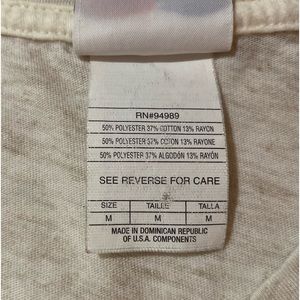 RN#94989
50% POLYESTER 37% COTTON 13% RAYON
50% POLYESTER 37% COTON 13% RAYONE
50% POLYESTER 37% ALGODÓN 13% RAYÓN
SEE REVERSE FOR CARE
SIZE TAILLE TALLA
M M M
MADE IN DOMINICAN REPUBLIC
OF U.S.A. COMPONENTS